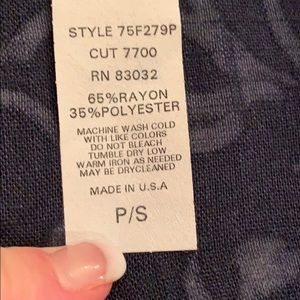 STYLE 75F279P
CUT 7700
RN 83032
65%RAYON
35%POLYESTER
MACHINE WASH COLD
WITH LIKE COLORS
DO NOT BLEACH
TUMBLE DRY LOW
WARM IRON AS NEEDED
MAY BE DRYCLEANED
MADE IN U.S.A
P/S